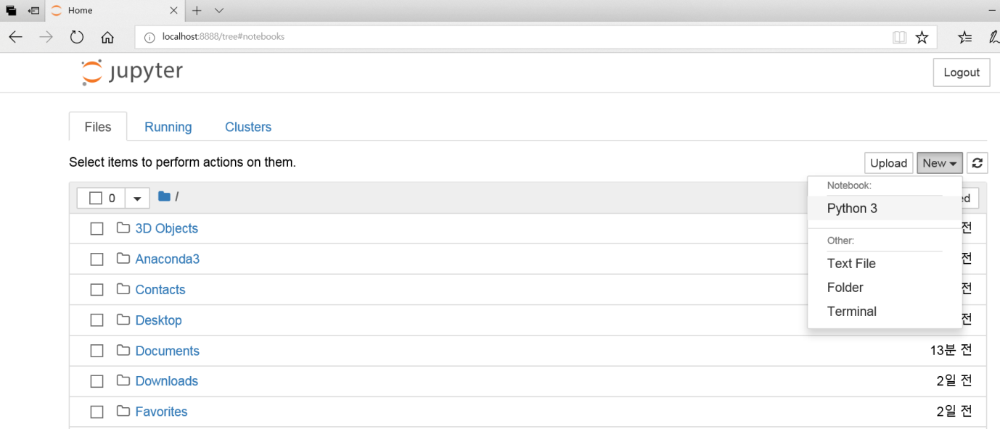 Home
localhost:8888/tree#notebooks
jupyter
Logout
Files Running Clusters
Select items to perform actions on them.
Upload New
0 /
Notebook:
Python 3
Other:
Text File
Folder
Terminal
3D Objects 전
Anaconda3 전
Contacts 전
Desktop 전
Documents 13분 전
Downloads 2일 전
Favorites 2일 전